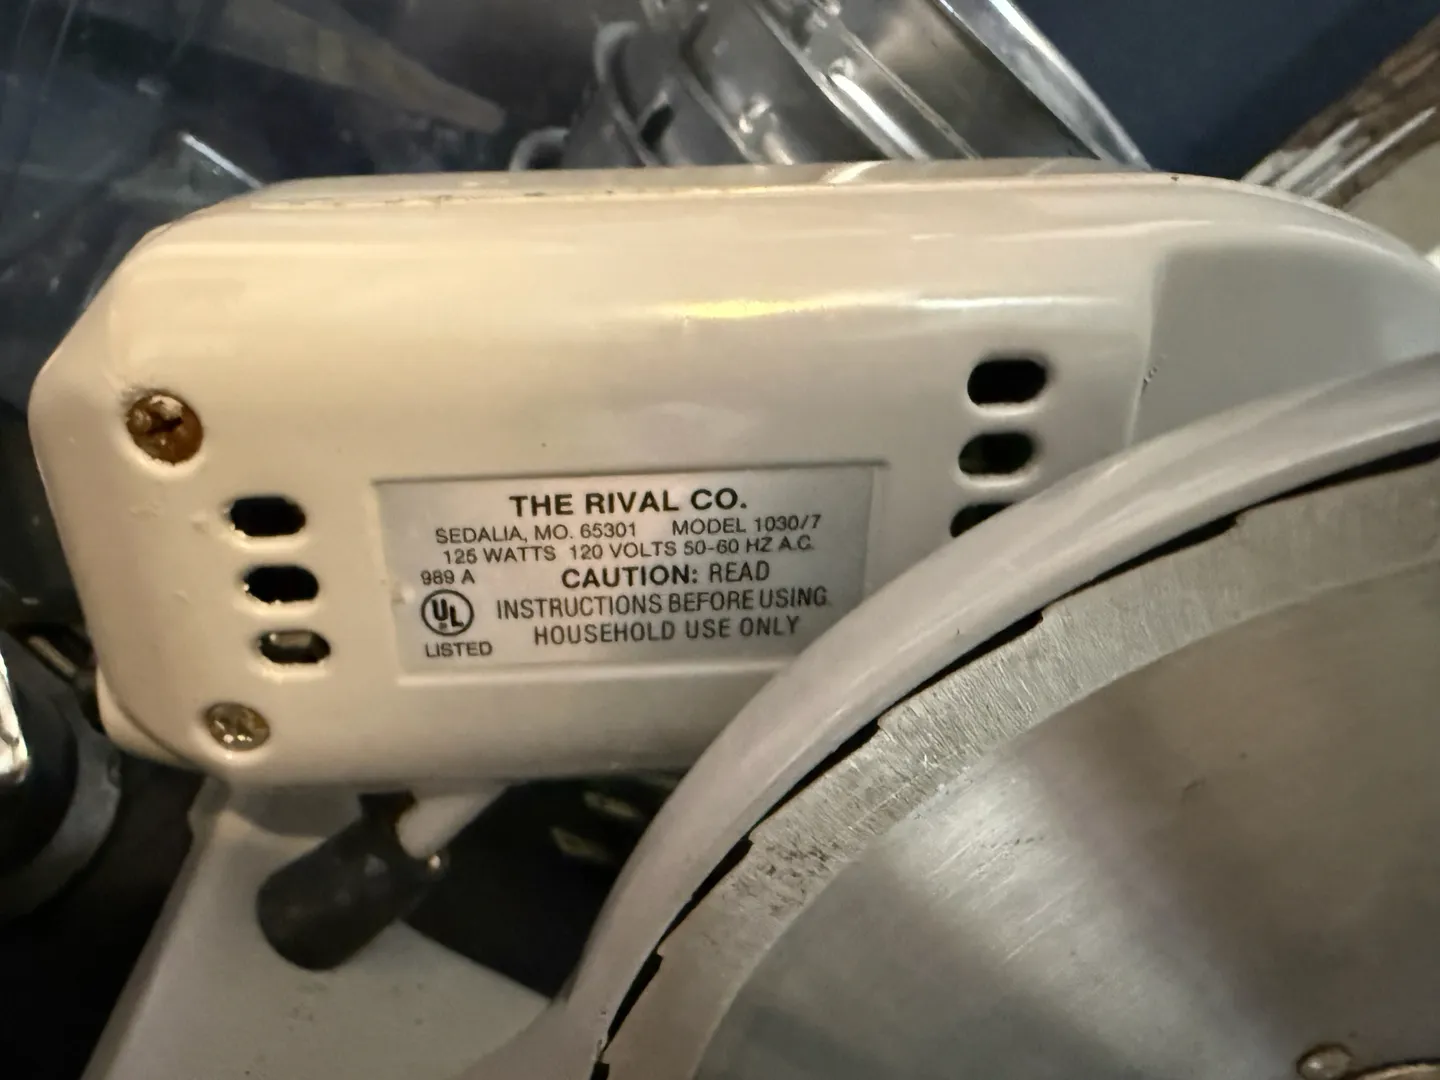 THE RIVAL CO.
SEDALIA, MO. 65301 MODEL 1030/7
125 WATTS 120 VOLTS 50-60 HZ A.C.
989 A CAUTION: READ
UL INSTRUCTIONS BEFORE USING.
LISTED HOUSEHOLD USE ONLY